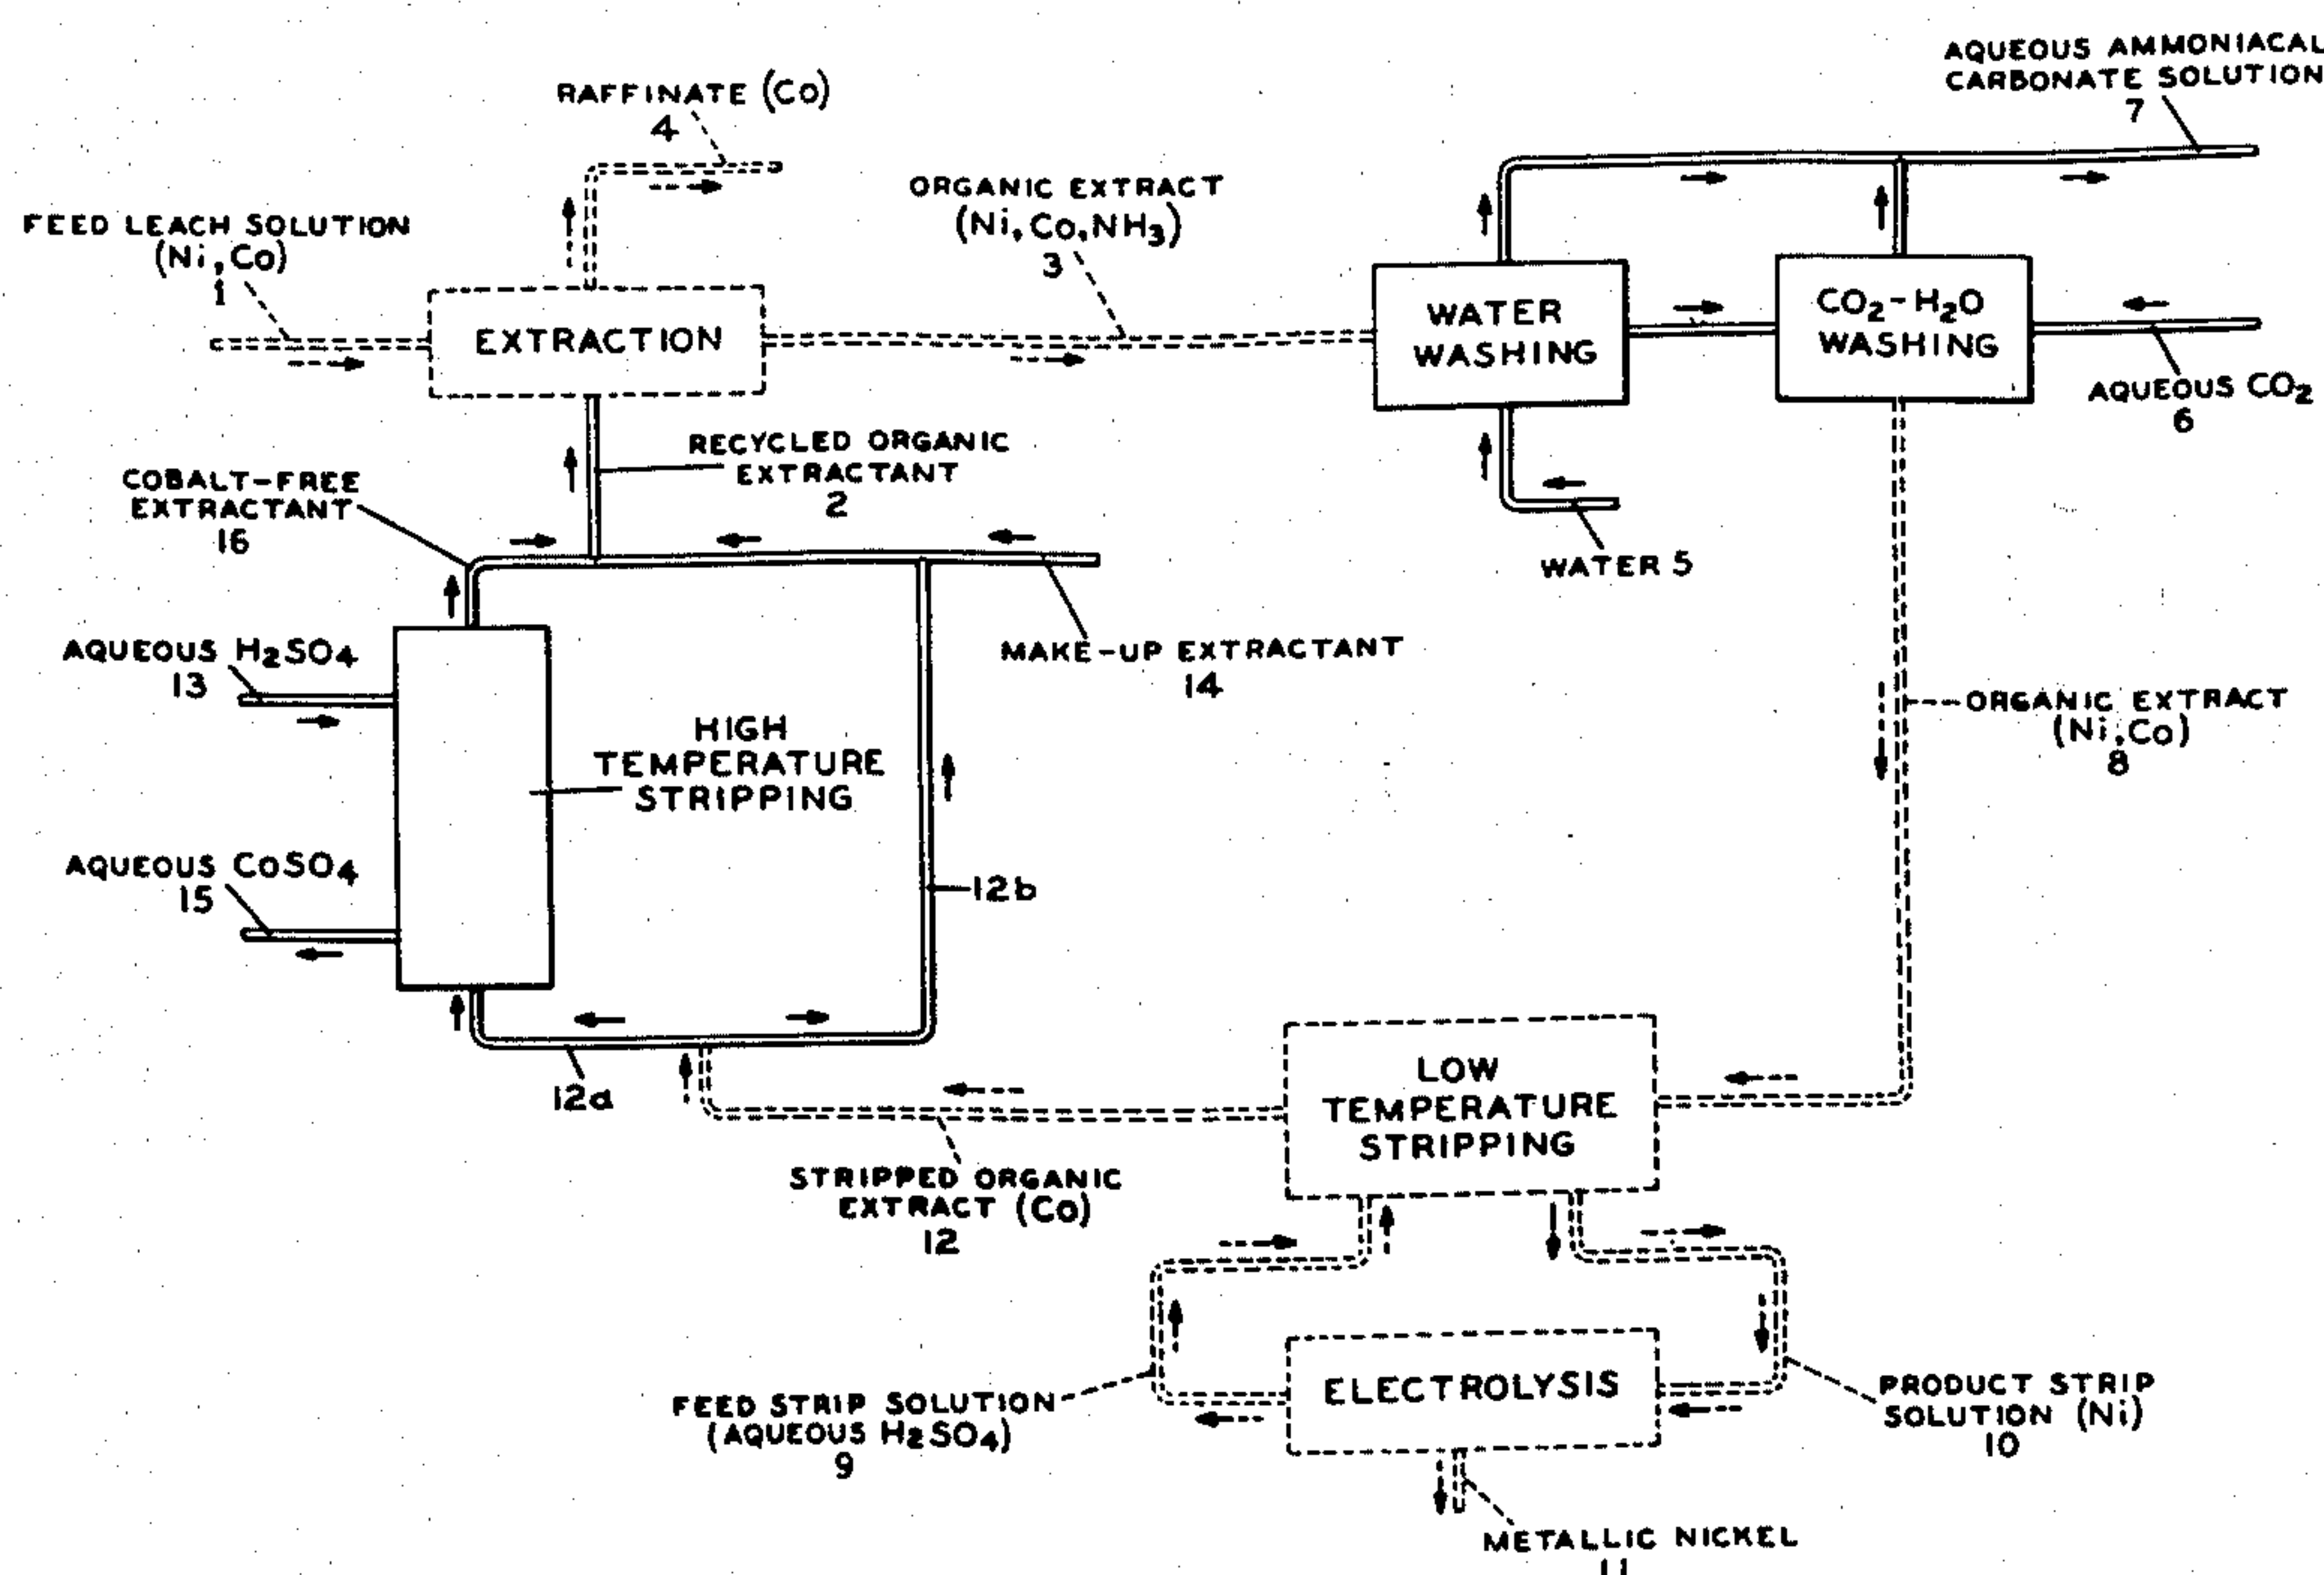 AQUEOUS AMMONIACAL
CARBONATE SOLUTION
7
RAFFINATE (Co)
4
ORGANIC EXTRACT
(Ni, Co, NH3)
3
FEED LEACH SOLUTION
(Ni, Co)
1
EXTRACTION
WATER
WASHING
CO2-H2O
WASHING
AQUEOUS CO2
6
RECYCLED ORGANIC
EXTRACTANT
2
COBALT-FREE
EXTRACTANT
16
WATER 5
AQUEOUS H2SO4
13
MAKE-UP EXTRACTANT
14
ORGANIC EXTRACT
(Ni, Co)
8
HIGH
TEMPERATURE
STRIPPING
AQUEOUS CoSO4
15
12b
12a
LOW
TEMPERATURE
STRIPPING
STRIPPED ORGANIC
EXTRACT (Co)
12
ELECTROLYSIS
FEED STRIP SOLUTION
(AQUEOUS H2SO4)
9
PRODUCT STRIP
SOLUTION (Ni)
10
METALLIC NICKEL
11